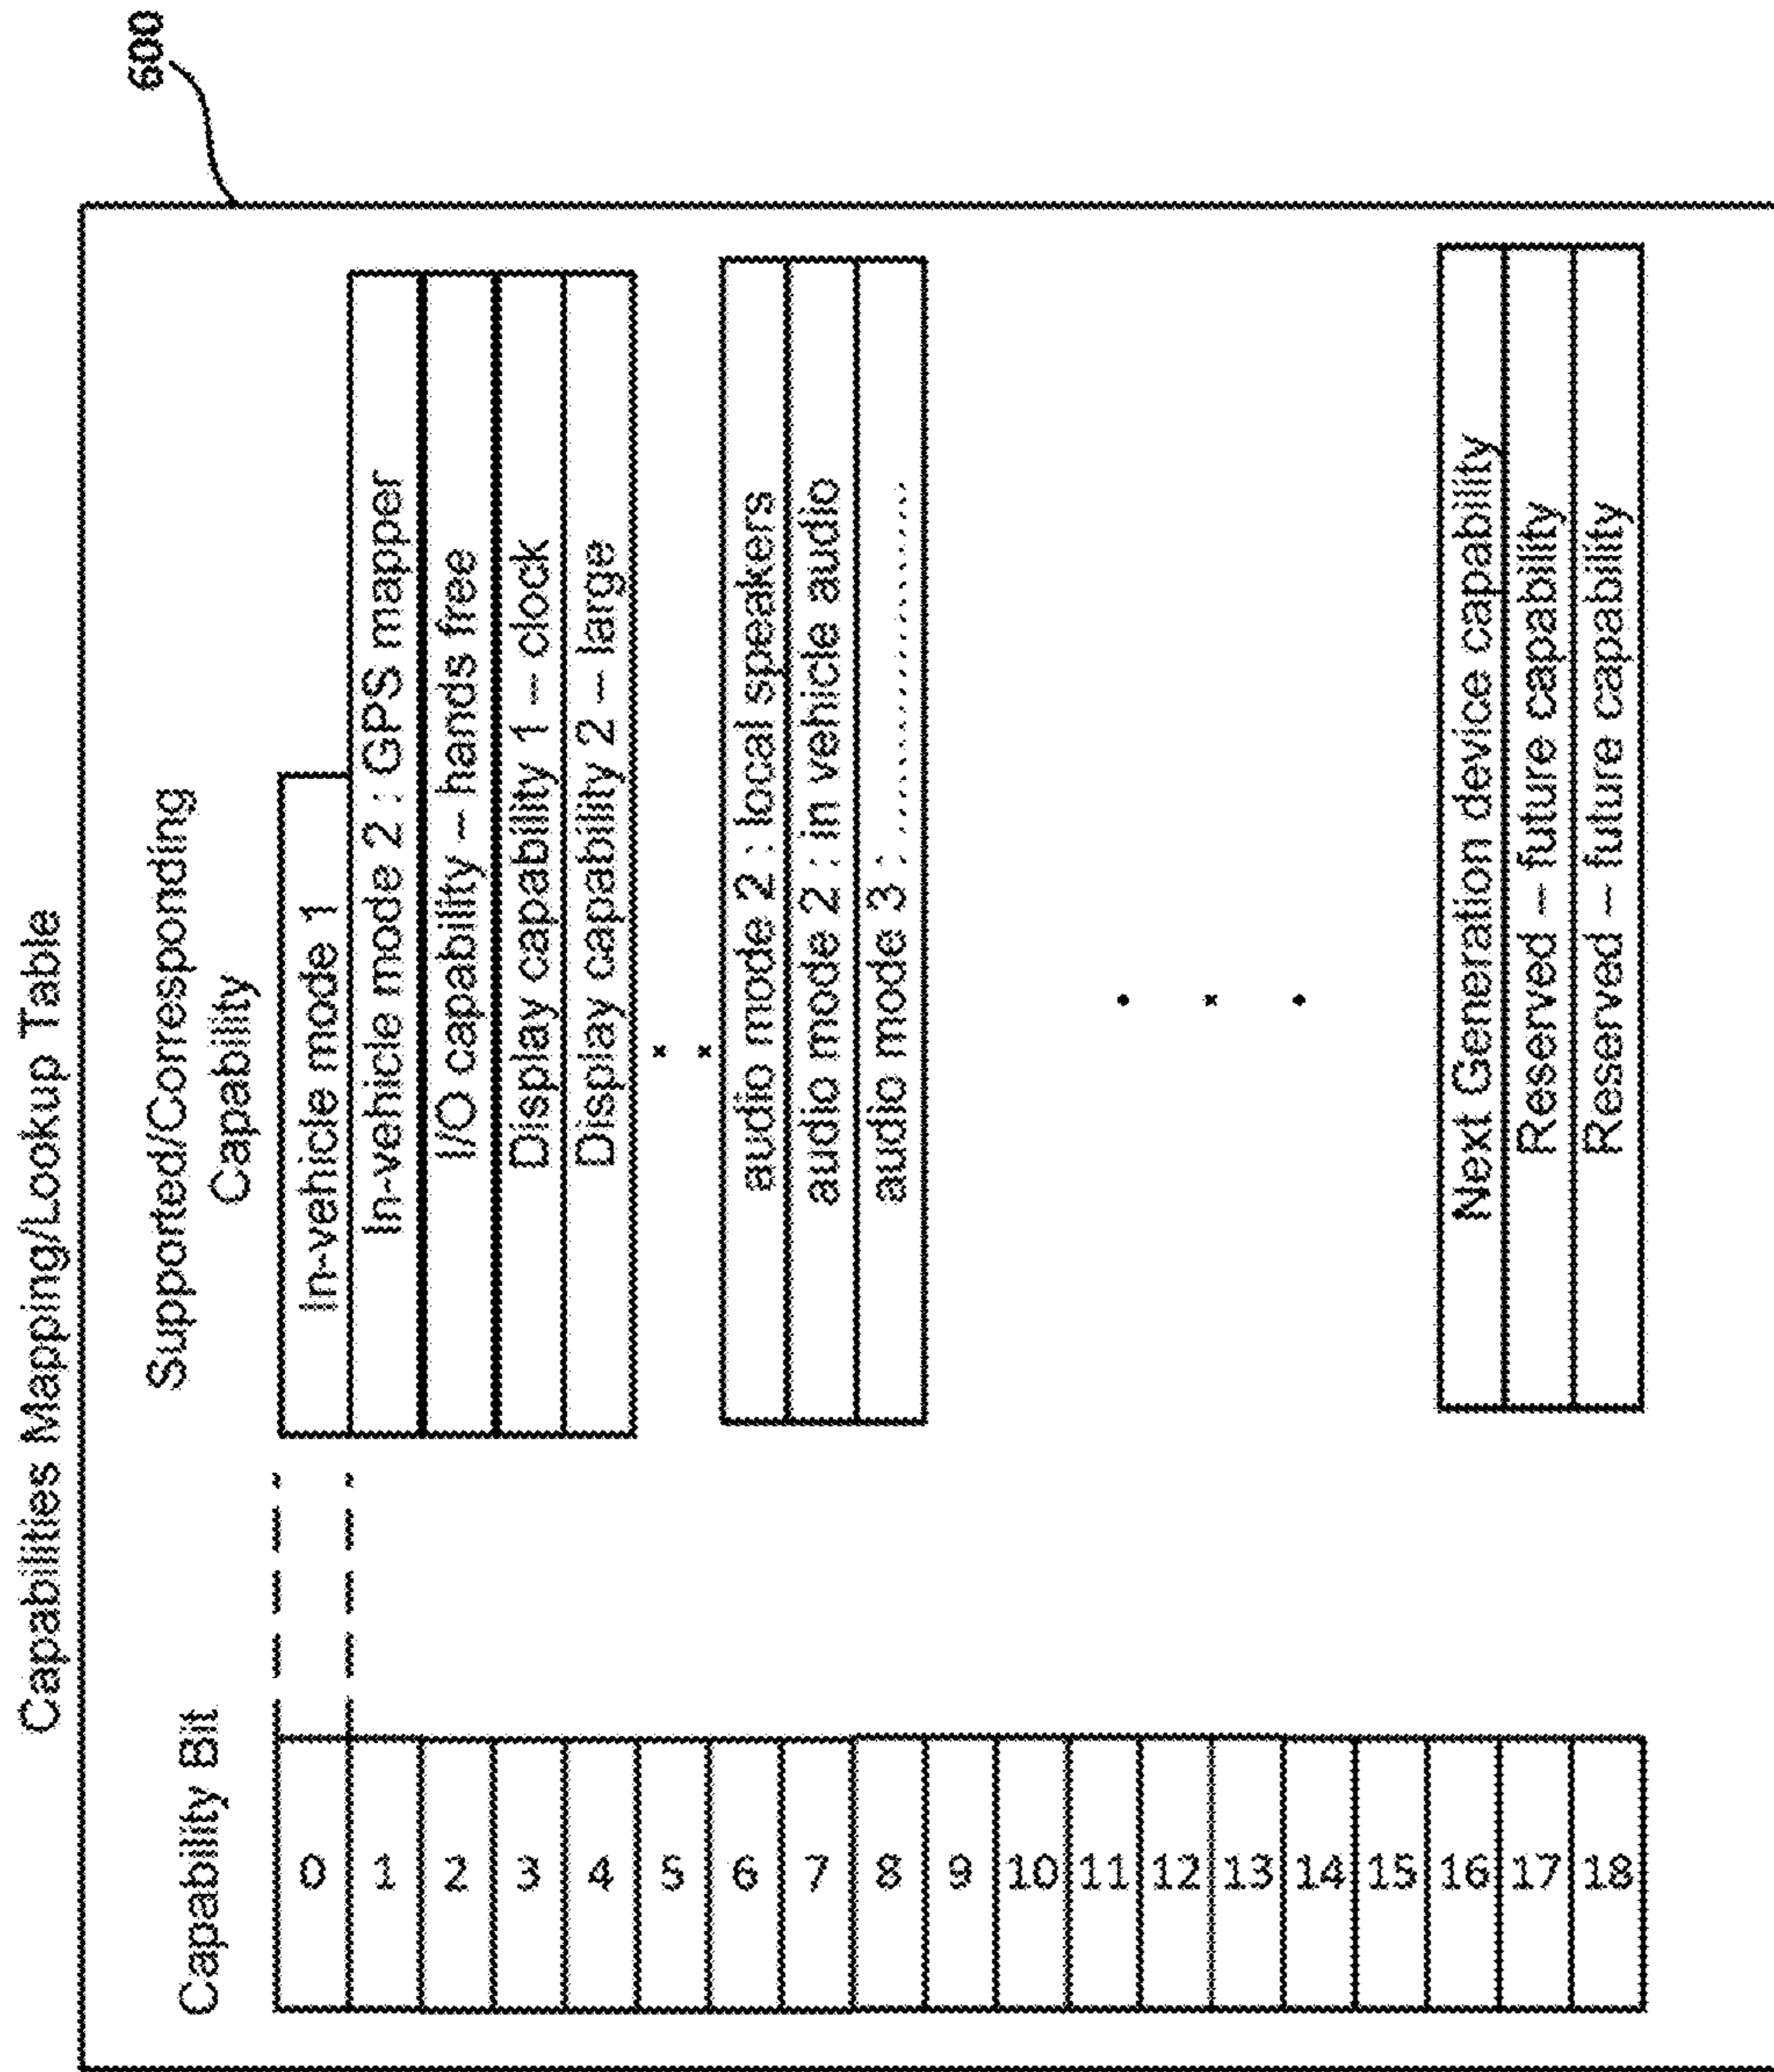 Capabilities Mapping/Lookup Table
600
Capability Bit
Supported/Corresponding
Capability
0
1
2
3
4
5
6
7
8
9
10
11
12
13
14
15
16
17
18
In-vehicle mode 1
In-vehicle mode 2 : GPS mapper
I/O capability – hands free
Display capability 1 – clock
Display capability 2 – large
audio mode 2 : local speakers
audio mode 2 : in vehicle audio
audio mode 3 : ....................
Next Generation device capability
Reserved – future capability
Reserved – future capability